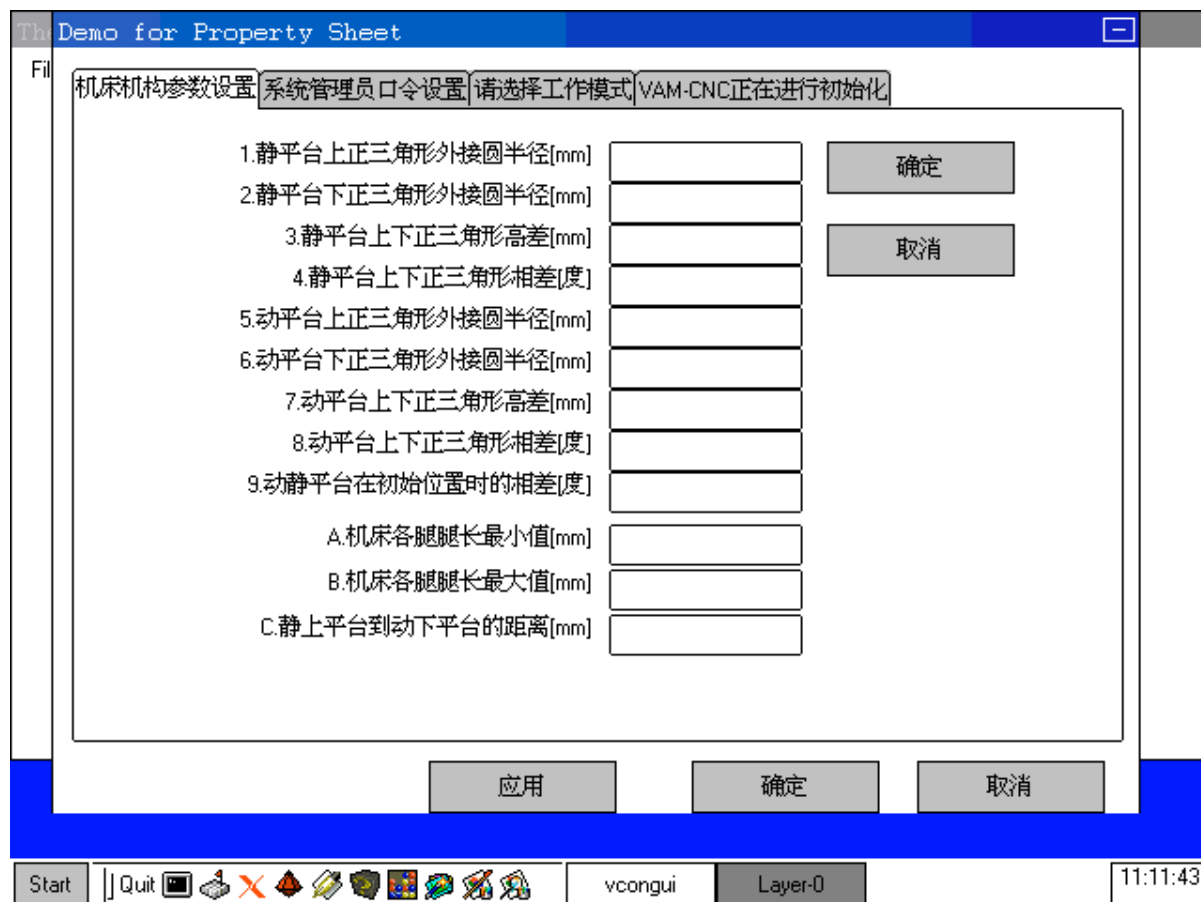 The Demo for Property Sheet
Fil
机床机构参数设置 系统管理员口令设置 请选择工作模式 VAM-CNC正在进行初始化
1.静平台上正三角形外接圆半径[mm] 确定
2.静平台下正三角形外接圆半径[mm]
3.静平台上下正三角形高差[mm] 取消
4.静平台上下正三角形相差[度]
5.动平台上正三角形外接圆半径[mm]
6.动平台下正三角形外接圆半径[mm]
7.动平台上下正三角形高差[mm]
8.动平台上下正三角形相差[度]
9.动静平台在初始位置时的相差[度]
A.机床各腿腿长最小值[mm]
B.机床各腿腿长最大值[mm]
C.静上平台到动下平台的距离[mm]
应用 确定 取消
Start Quit vcongui Layer-0 11:11:43